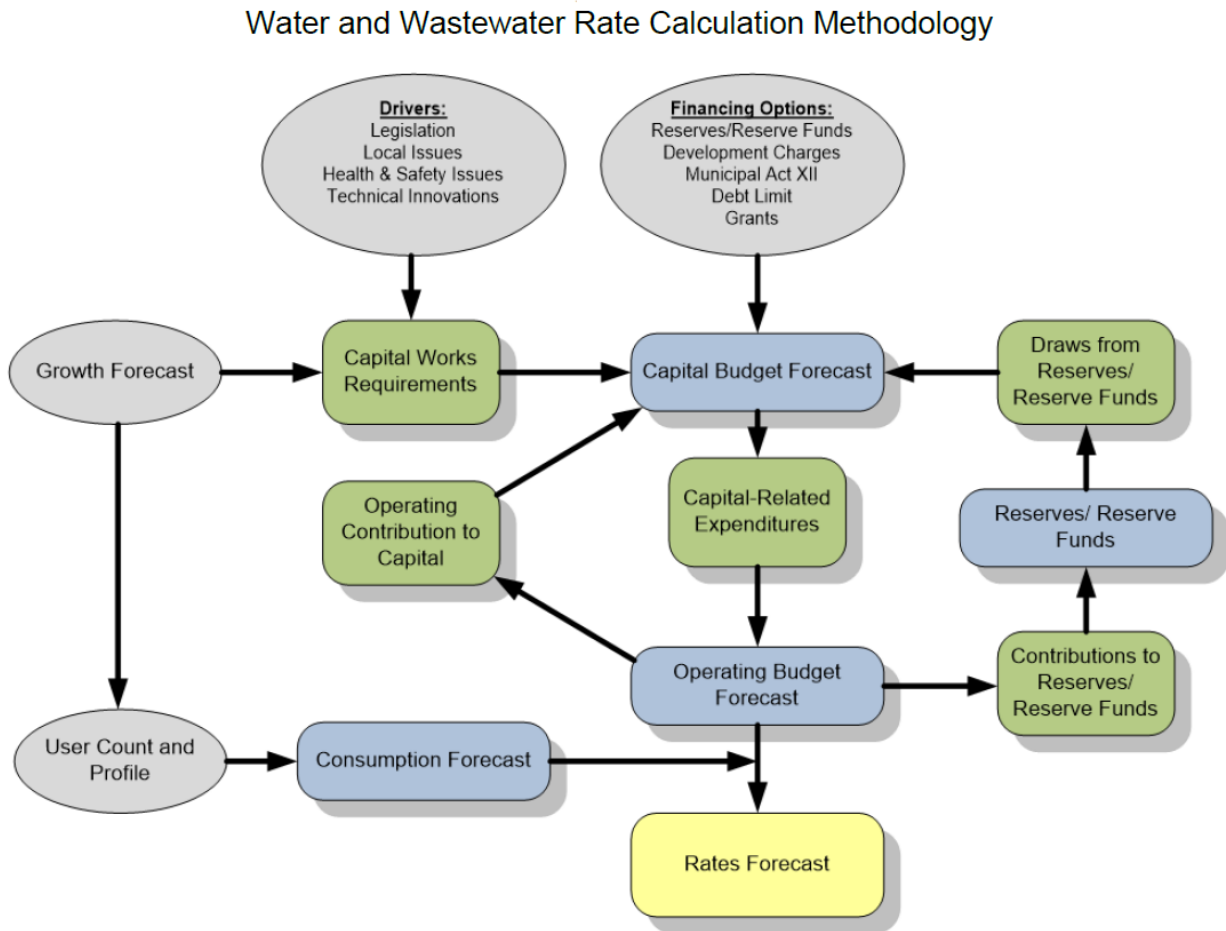 Water and Wastewater Rate Calculation Methodology
Drivers:
Legislation
Local Issues
Health & Safety Issues
Technical Innovations
Financing Options:
Reserves/Reserve Funds
Development Charges
Municipal Act XII
Debt Limit
Grants
Growth Forecast
Capital Works
Requirements
Capital Budget Forecast
Draws from
Reserves/
Reserve Funds
Operating
Contribution to
Capital
Capital-Related
Expenditures
Reserves/ Reserve
Funds
Operating Budget
Forecast
Contributions to
Reserves/
Reserve Funds
User Count and
Profile
Consumption Forecast
Rates Forecast